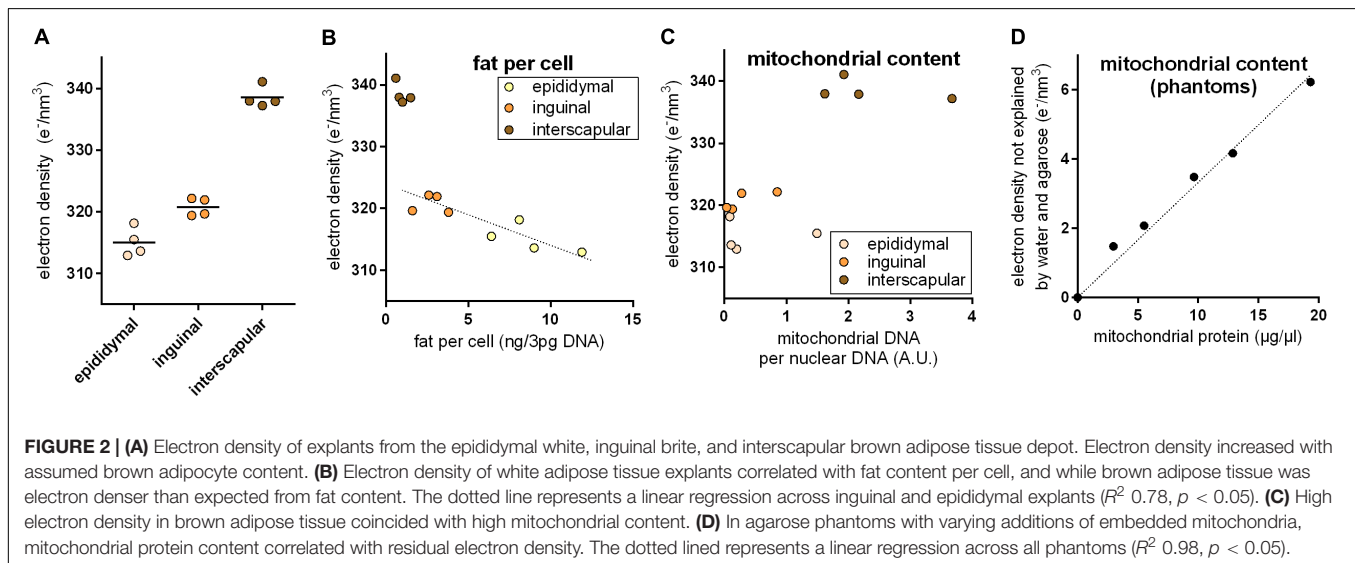 A
electron density (e⁻/nm³)
340
330
320
310
epididymal
inguinal
interscapular
B
fat per cell
electron density (e⁻/nm³)
340
330
320
310
epididymal
inguinal
interscapular
0 5 10 15
fat per cell (ng/3pg DNA)
C
mitochondrial content
electron density (e⁻/nm³)
340
330
320
310
epididymal
inguinal
interscapular
0 1 2 3 4
mitochondrial DNA
per nuclear DNA (A.U.)
D
mitochondrial content
(phantoms)
electron density not explained
by water and agarose (e⁻/nm³)
6
4
2
0
0 5 10 15 20
mitochondrial protein (µg/µl)
FIGURE 2 | (A) Electron density of explants from the epididymal white, inguinal brite, and interscapular brown adipose tissue depot. Electron density increased with
assumed brown adipocyte content. (B) Electron density of white adipose tissue explants correlated with fat content per cell, and while brown adipose tissue was
electron denser than expected from fat content. The dotted line represents a linear regression across inguinal and epididymal explants (R² 0.78, p < 0.05). (C) High
electron density in brown adipose tissue coincided with high mitochondrial content. (D) In agarose phantoms with varying additions of embedded mitochondria,
mitochondrial protein content correlated with residual electron density. The dotted lined represents a linear regression across all phantoms (R² 0.98, p < 0.05).